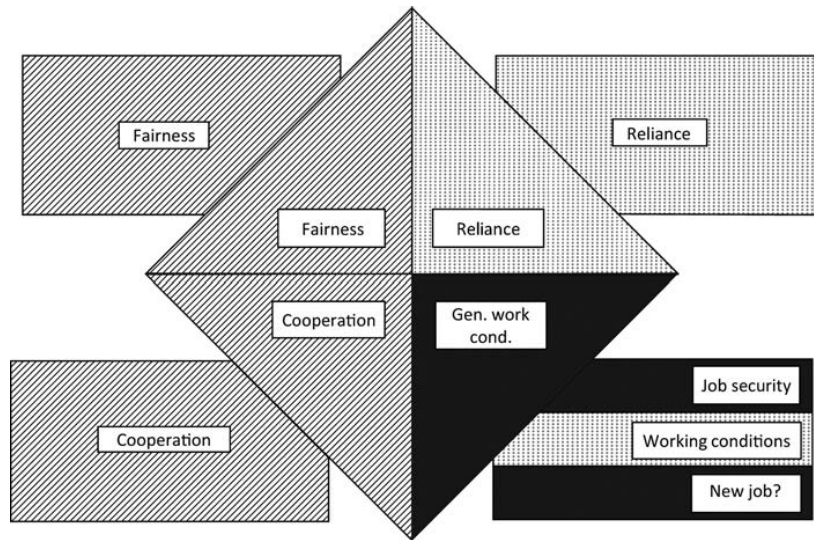 Fairness
Reliance
Fairness
Reliance
Cooperation
Gen. work
cond.
Job security
Cooperation
Working conditions
New job?